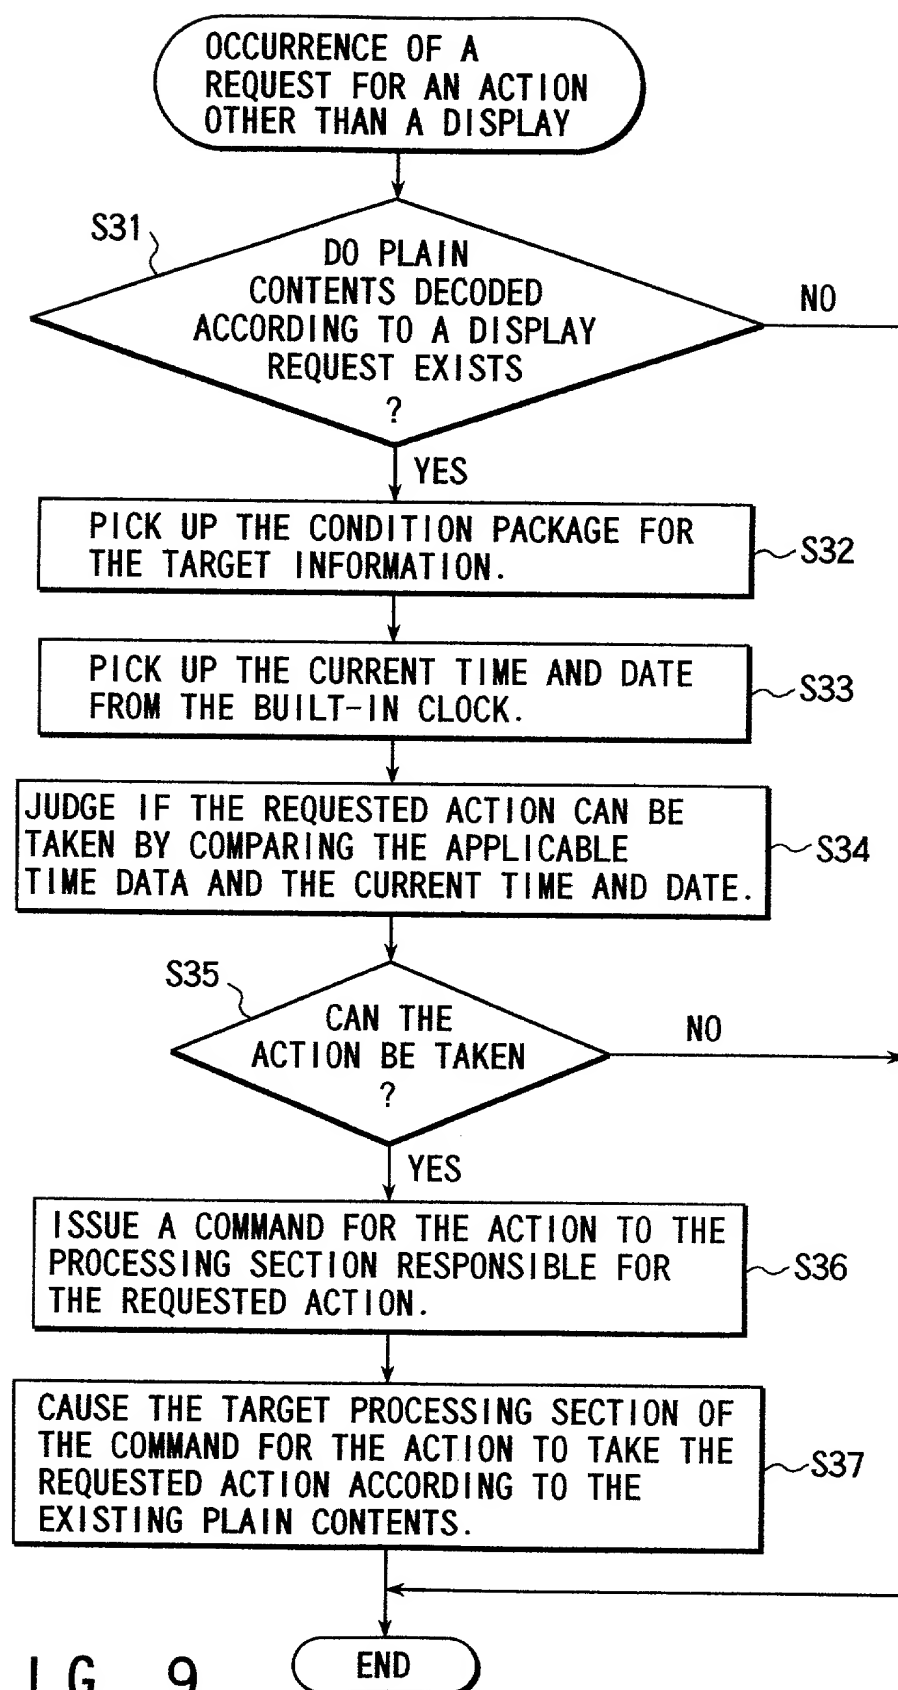 OCCURRENCE OF A
REQUEST FOR AN ACTION
OTHER THAN A DISPLAY
S31
DO PLAIN
CONTENTS DECODED
ACCORDING TO A DISPLAY
REQUEST EXISTS
?
NO
YES
PICK UP THE CONDITION PACKAGE FOR
THE TARGET INFORMATION.
S32
PICK UP THE CURRENT TIME AND DATE
FROM THE BUILT-IN CLOCK.
S33
JUDGE IF THE REQUESTED ACTION CAN BE
TAKEN BY COMPARING THE APPLICABLE
TIME DATA AND THE CURRENT TIME AND DATE.
S34
S35
CAN THE
ACTION BE TAKEN
?
NO
YES
ISSUE A COMMAND FOR THE ACTION TO THE
PROCESSING SECTION RESPONSIBLE FOR
THE REQUESTED ACTION.
S36
CAUSE THE TARGET PROCESSING SECTION OF
THE COMMAND FOR THE ACTION TO TAKE THE
REQUESTED ACTION ACCORDING TO THE
EXISTING PLAIN CONTENTS.
S37
END
IG. 9